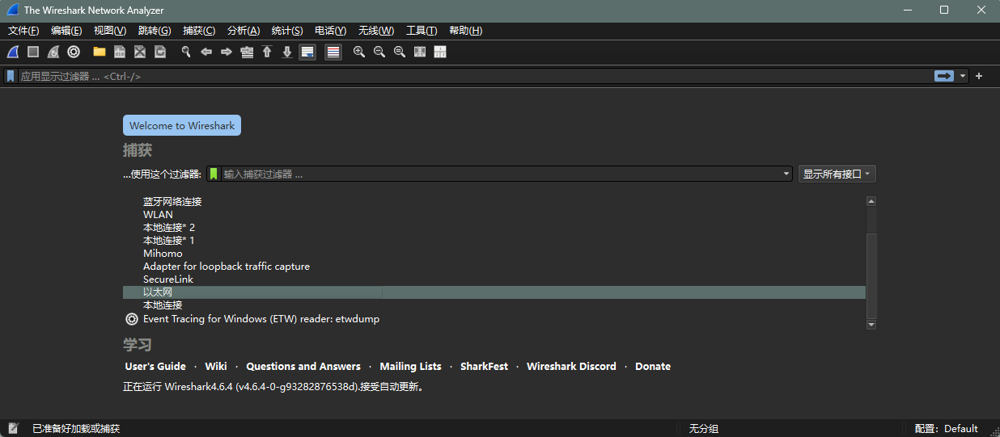 The Wireshark Network Analyzer
文件(F) 编辑(E) 视图(V) 跳转(G) 捕获(C) 分析(A) 统计(S) 电话(Y) 无线(W) 工具(T) 帮助(H)
应用显示过滤器 … <Ctrl-/>
Welcome to Wireshark
捕获
…使用这个过滤器: 输入捕获过滤器 … 显示所有接口
蓝牙网络连接
WLAN
本地连接* 2
本地连接* 1
Mihomo
Adapter for loopback traffic capture
SecureLink
以太网
本地连接
Event Tracing for Windows (ETW) reader: etwdump
学习
User's Guide · Wiki · Questions and Answers · Mailing Lists · SharkFest · Wireshark Discord · Donate
正在运行 Wireshark4.6.4 (v4.6.4-0-g93282876538d).接受自动更新。
已准备好加载或捕获 无分组 配置：Default